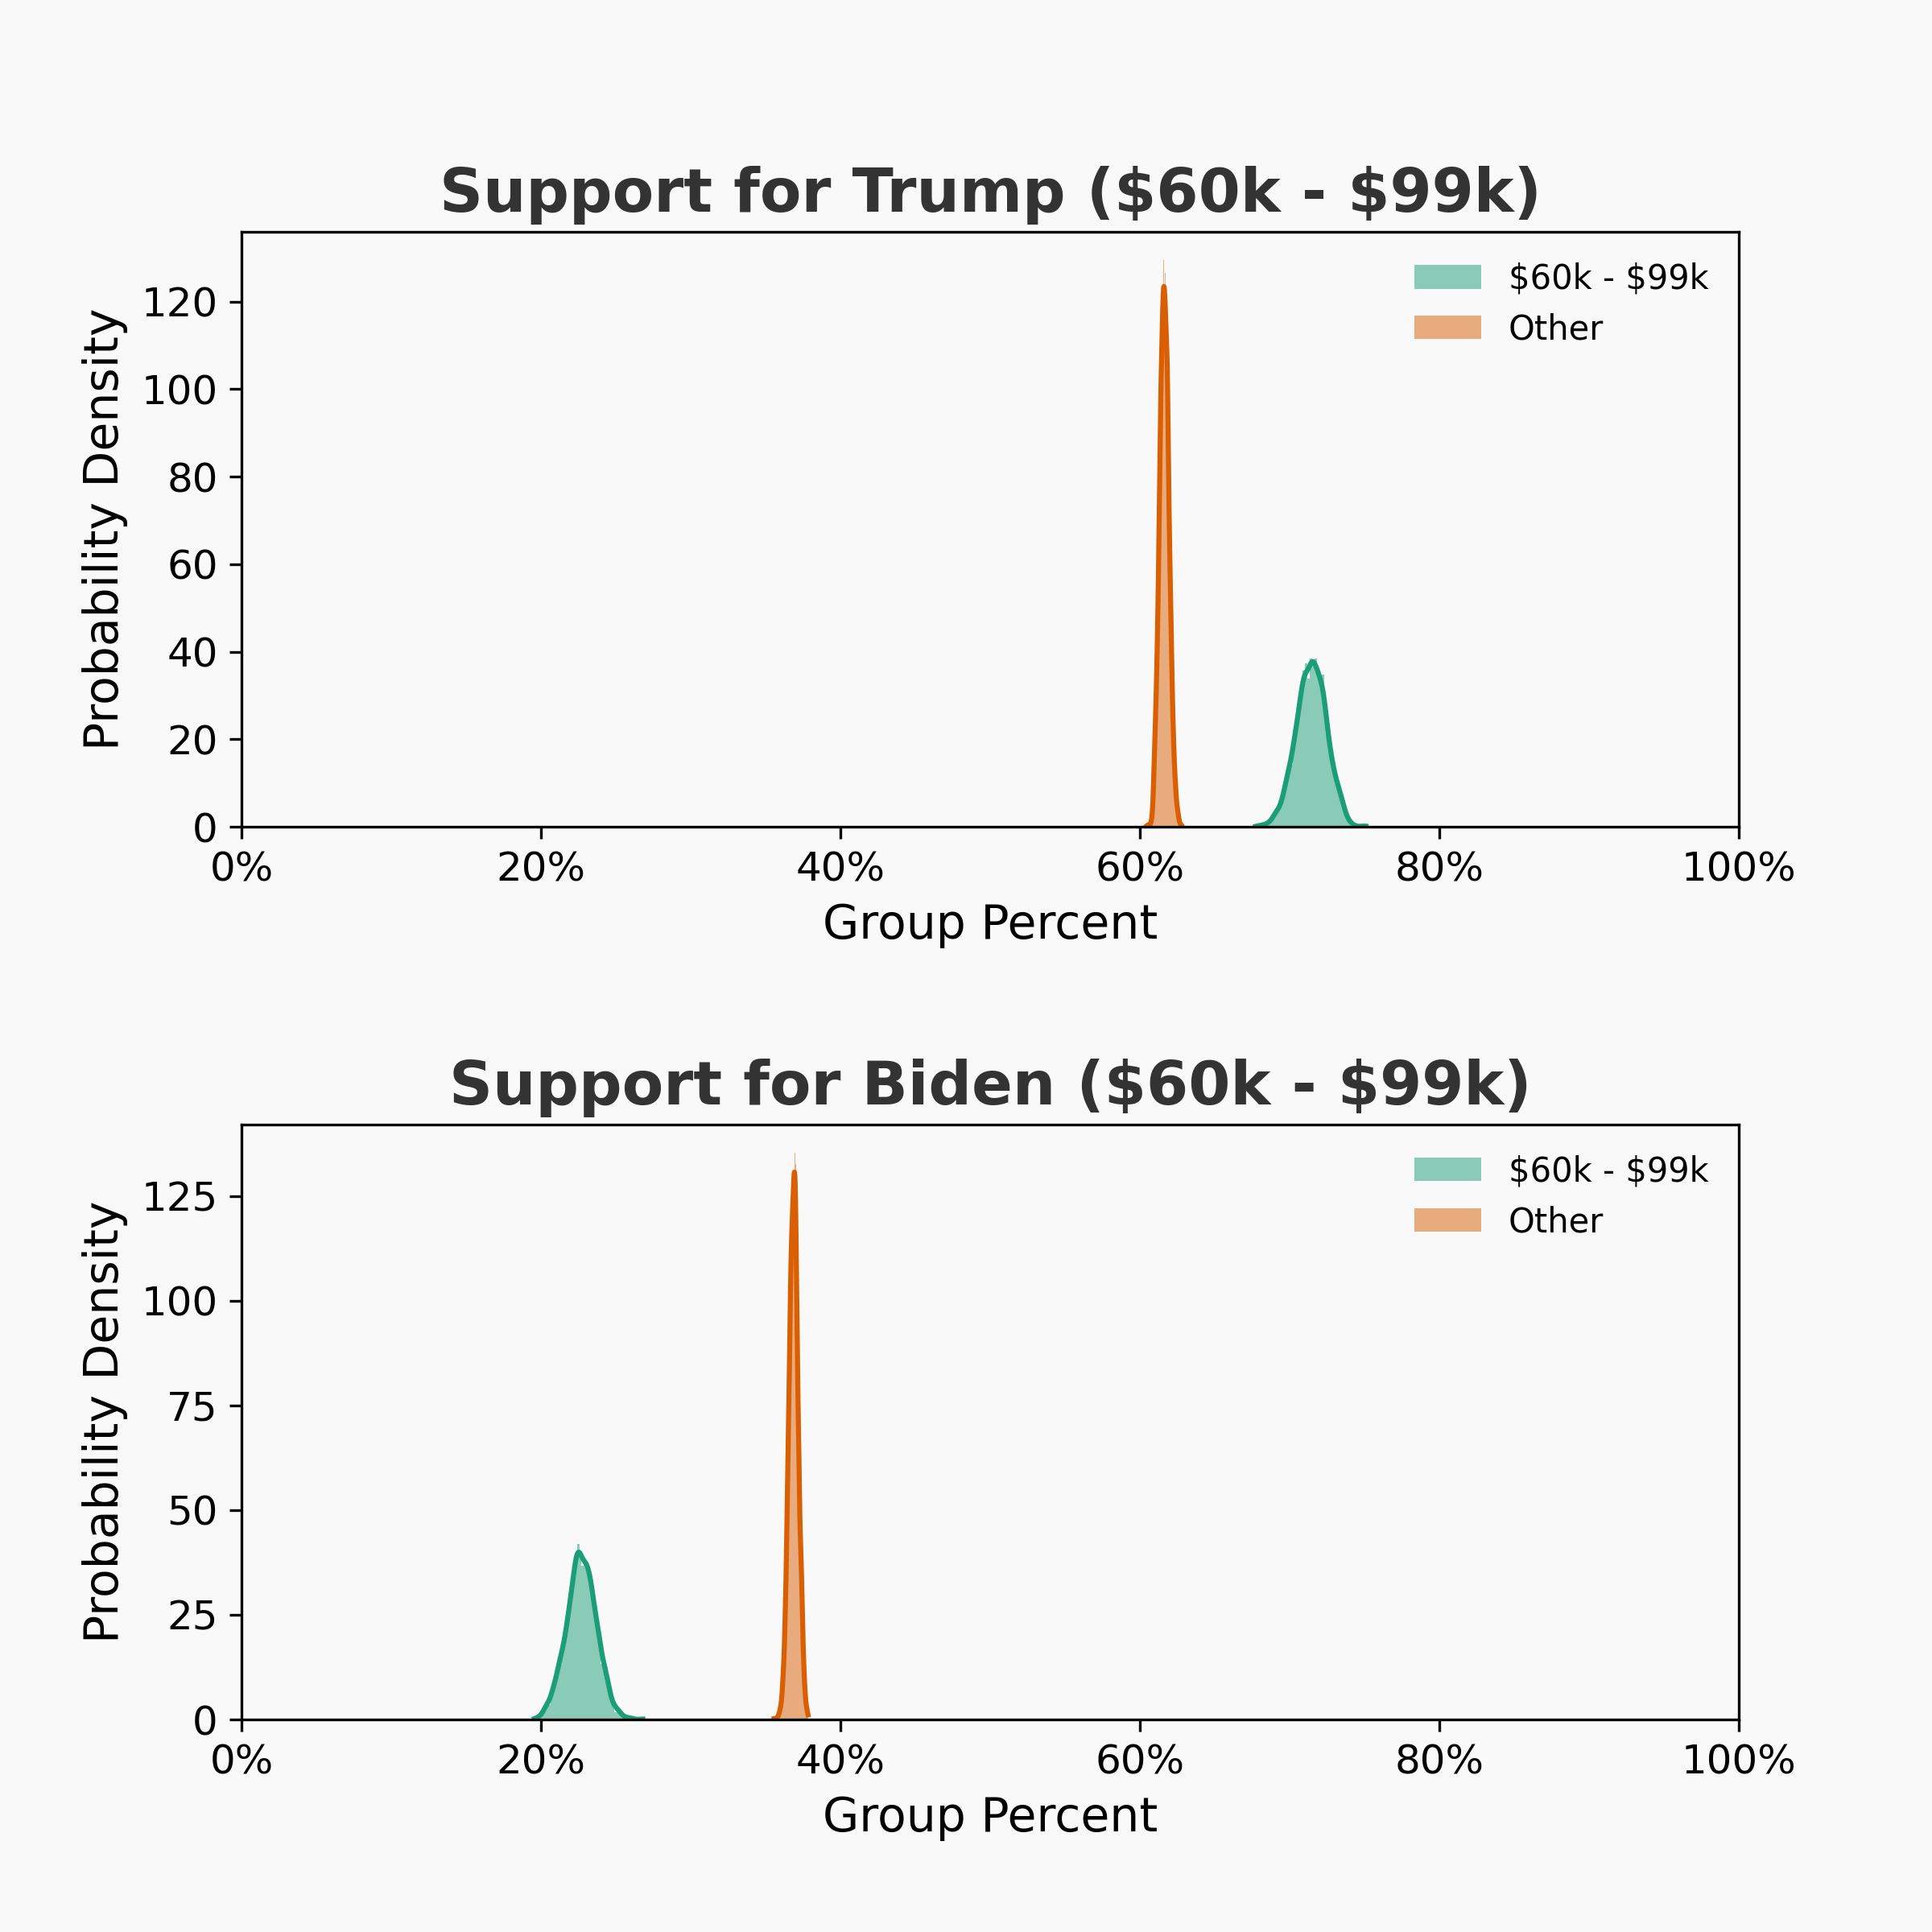 Support for Trump ($60k - $99k)
$60k - $99k
Other
Probability Density
120
100
80
60
40
20
0
0% 20% 40% 60% 80% 100%
Group Percent
Support for Biden ($60k - $99k)
$60k - $99k
Other
Probability Density
125
100
75
50
25
0
0% 20% 40% 60% 80% 100%
Group Percent